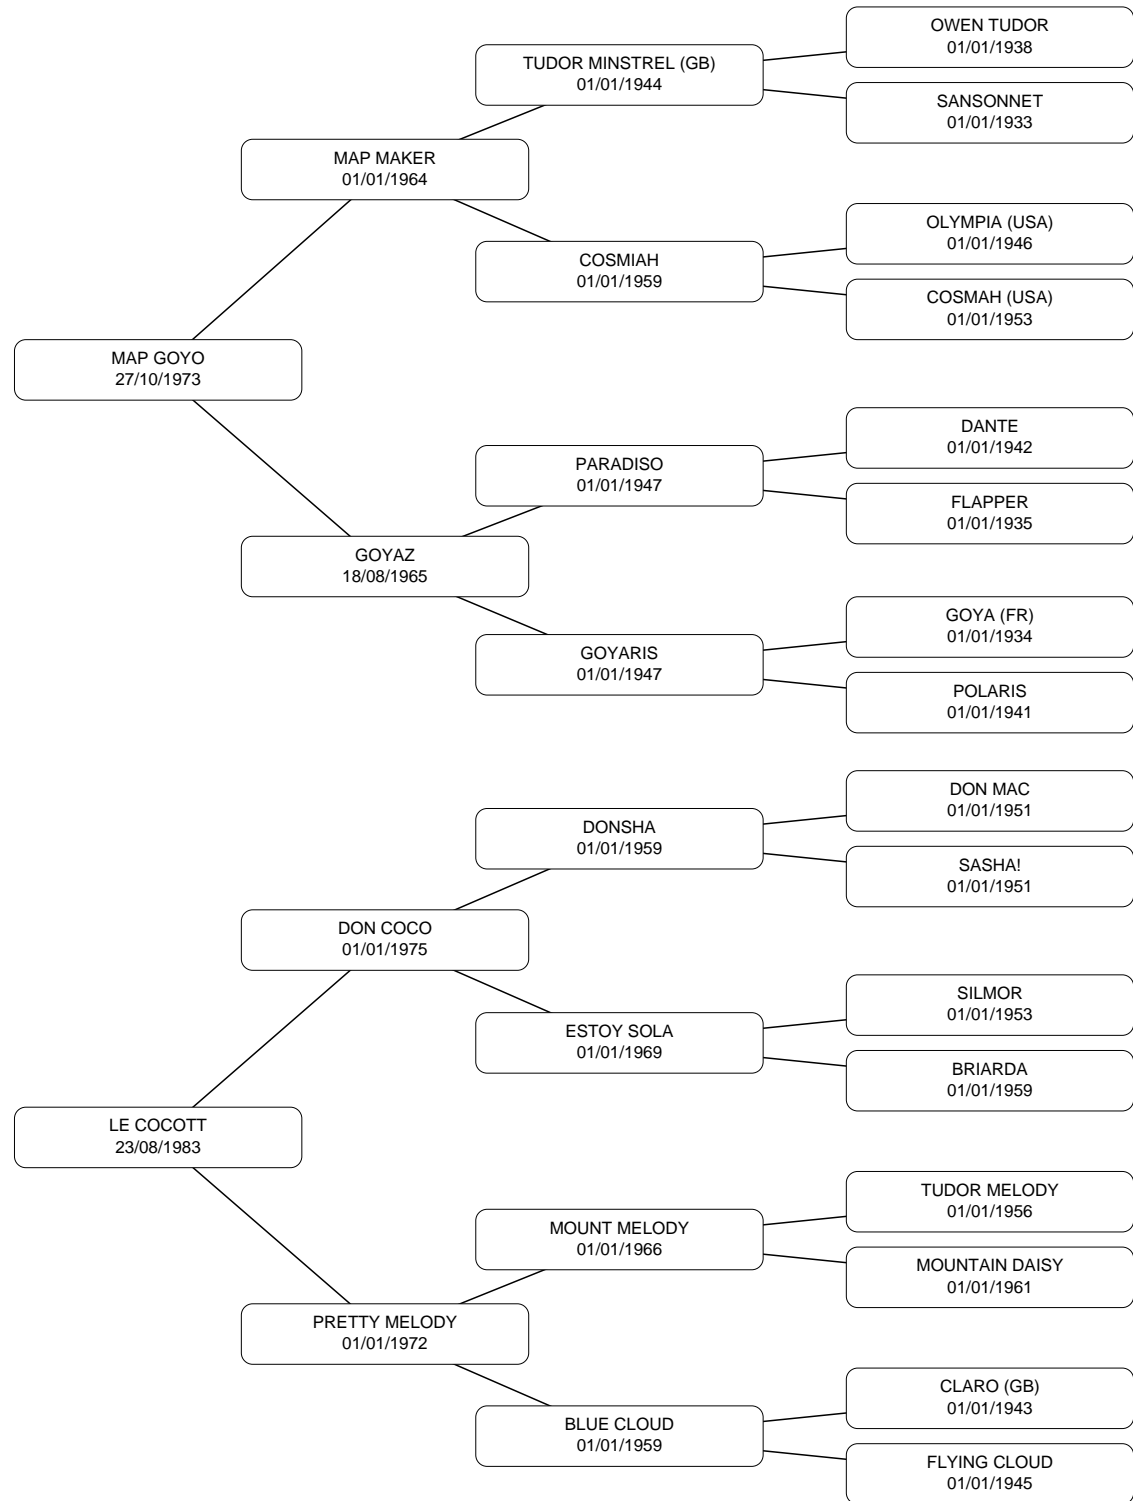 OWEN TUDOR
01/01/1938
TUDOR MINSTREL (GB)
01/01/1944
SANSONNET
01/01/1933
MAP MAKER
01/01/1964
OLYMPIA (USA)
01/01/1946
COSMIAH
01/01/1959
COSMAH (USA)
01/01/1953
MAP GOYO
27/10/1973
DANTE
01/01/1942
PARADISO
01/01/1947
FLAPPER
01/01/1935
GOYAZ
18/08/1965
GOYA (FR)
01/01/1934
GOYARIS
01/01/1947
POLARIS
01/01/1941
DON MAC
01/01/1951
DONSHA
01/01/1959
SASHA!
01/01/1951
DON COCO
01/01/1975
SILMOR
01/01/1953
ESTOY SOLA
01/01/1969
BRIARDA
01/01/1959
LE COCOTT
23/08/1983
TUDOR MELODY
01/01/1956
MOUNT MELODY
01/01/1966
MOUNTAIN DAISY
01/01/1961
PRETTY MELODY
01/01/1972
CLARO (GB)
01/01/1943
BLUE CLOUD
01/01/1959
FLYING CLOUD
01/01/1945